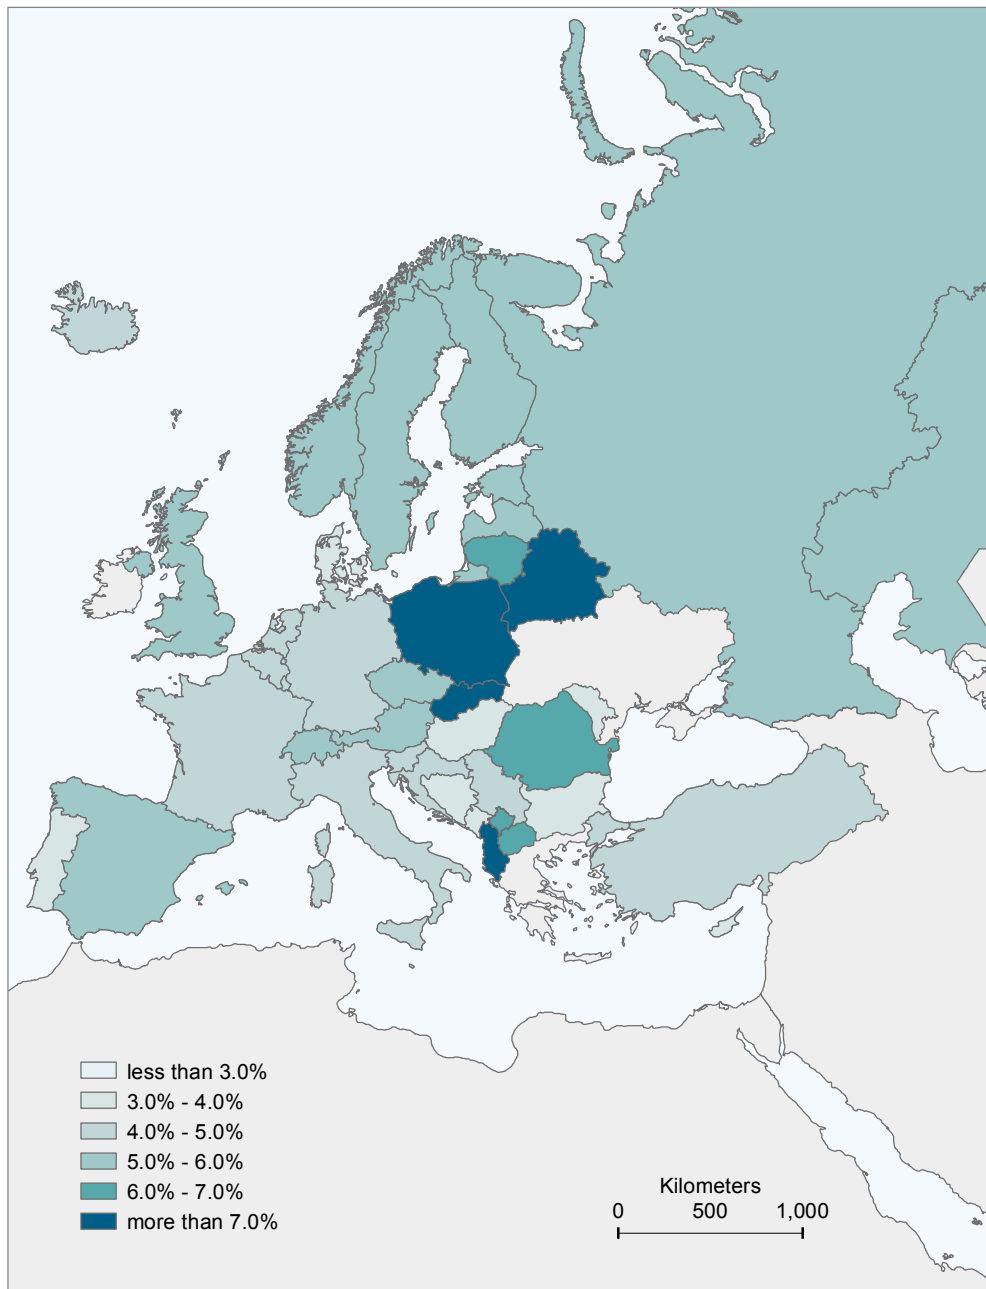 less than 3.0%
3.0% - 4.0%
4.0% - 5.0%
5.0% - 6.0%
6.0% - 7.0%
more than 7.0%
Kilometers
0 500 1,000